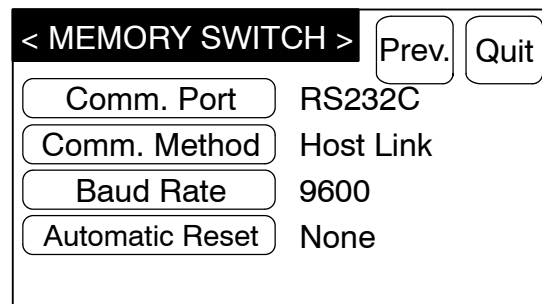 < MEMORY SWITCH > Prev. Quit
Comm. Port RS232C
Comm. Method Host Link
Baud Rate 9600
Automatic Reset None